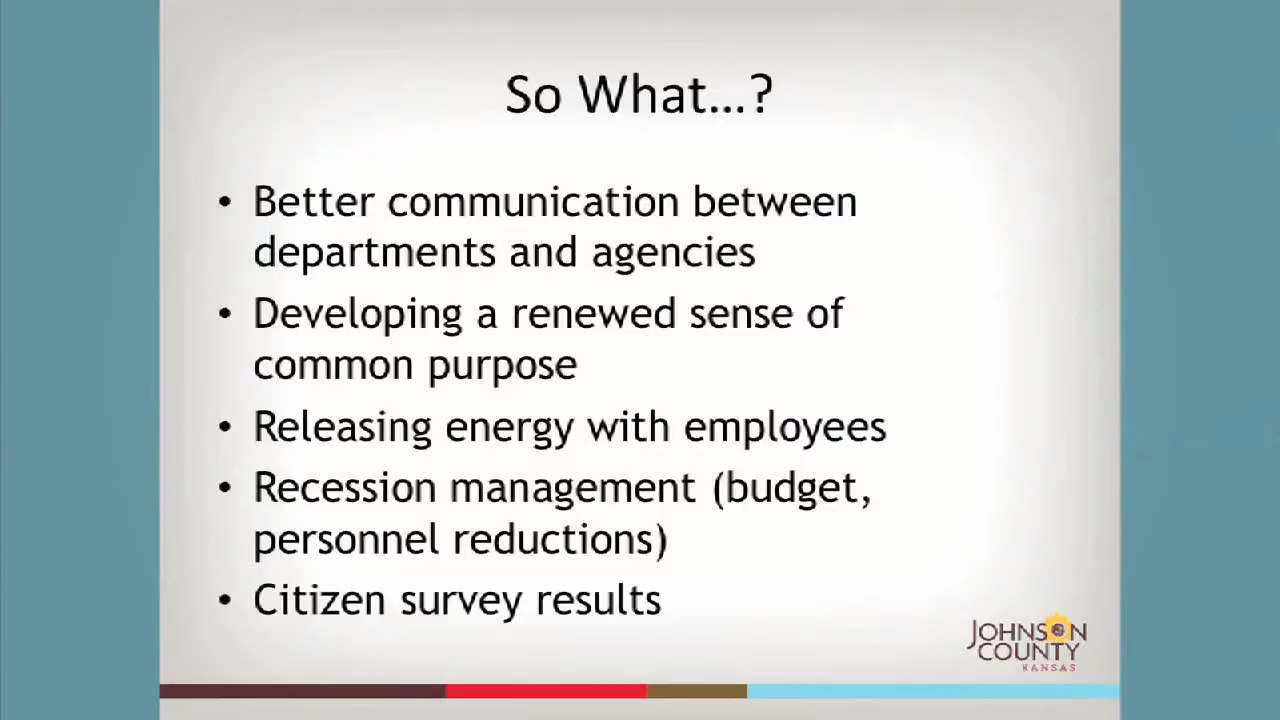 So What...?
• Better communication between
departments and agencies
• Developing a renewed sense of
common purpose
• Releasing energy with employees
• Recession management (budget,
personnel reductions)
• Citizen survey results
JOHNSON
COUNTY
KANSAS